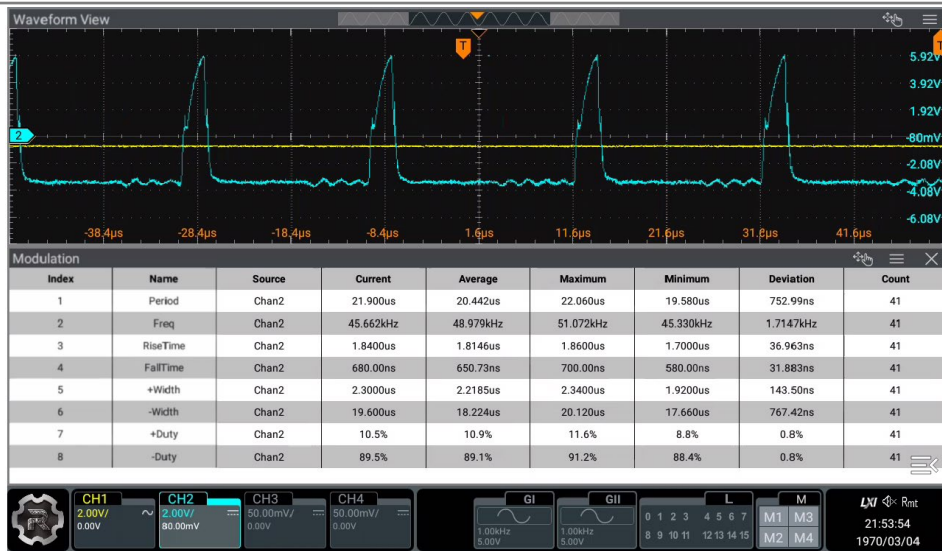 Waveform View
T
T
5.92V
3.92V
1.92V
2
-80mV
-2.08V
-4.08V
-6.08V
-38.4µs -28.4µs -18.4µs -8.4µs 1.6µs 11.6µs 21.6µs 31.6µs 41.6µs
Modulation
Index Name Source Current Average Maximum Minimum Deviation Count
1 Period Chan2 21.900us 20.442us 22.060us 19.580us 752.99ns 41
2 Freq Chan2 45.662kHz 48.979kHz 51.072kHz 45.330kHz 1.7147kHz 41
3 RiseTime Chan2 1.8400us 1.8146us 1.8600us 1.7000us 36.963ns 41
4 FallTime Chan2 680.00ns 650.73ns 700.00ns 580.00ns 31.883ns 41
5 +Width Chan2 2.3000us 2.2185us 2.3400us 1.9200us 143.50ns 41
6 -Width Chan2 19.600us 18.224us 20.120us 17.660us 767.42ns 41
7 +Duty Chan2 10.5% 10.9% 11.6% 8.8% 0.8% 41
8 -Duty Chan2 89.5% 89.1% 91.2% 88.4% 0.8% 41
CH1 CH2 CH3 CH4 GI GII L M
2.00V/ 2.00V/ 50.00mV/ 50.00mV/
0.00V 80.00mV 0.00V 0.00V
1.00kHz 1.00kHz
5.00V 5.00V
0 1 2 3 4 5 6 7
8 9 10 11 12 13 14 15
M1 M3
M2 M4
LXI Rmt
21:53:54
1970/03/04